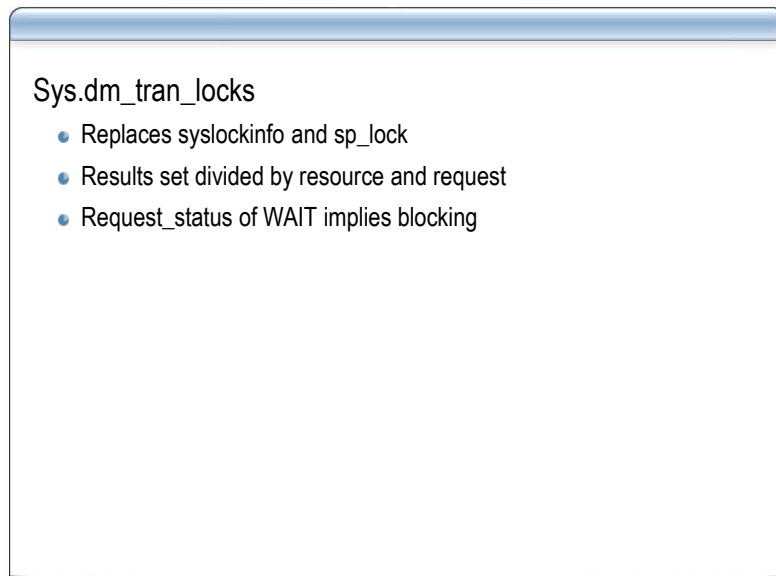 Sys.dm_tran_locks
Replaces syslockinfo and sp_lock
Results set divided by resource and request
Request_status of WAIT implies blocking